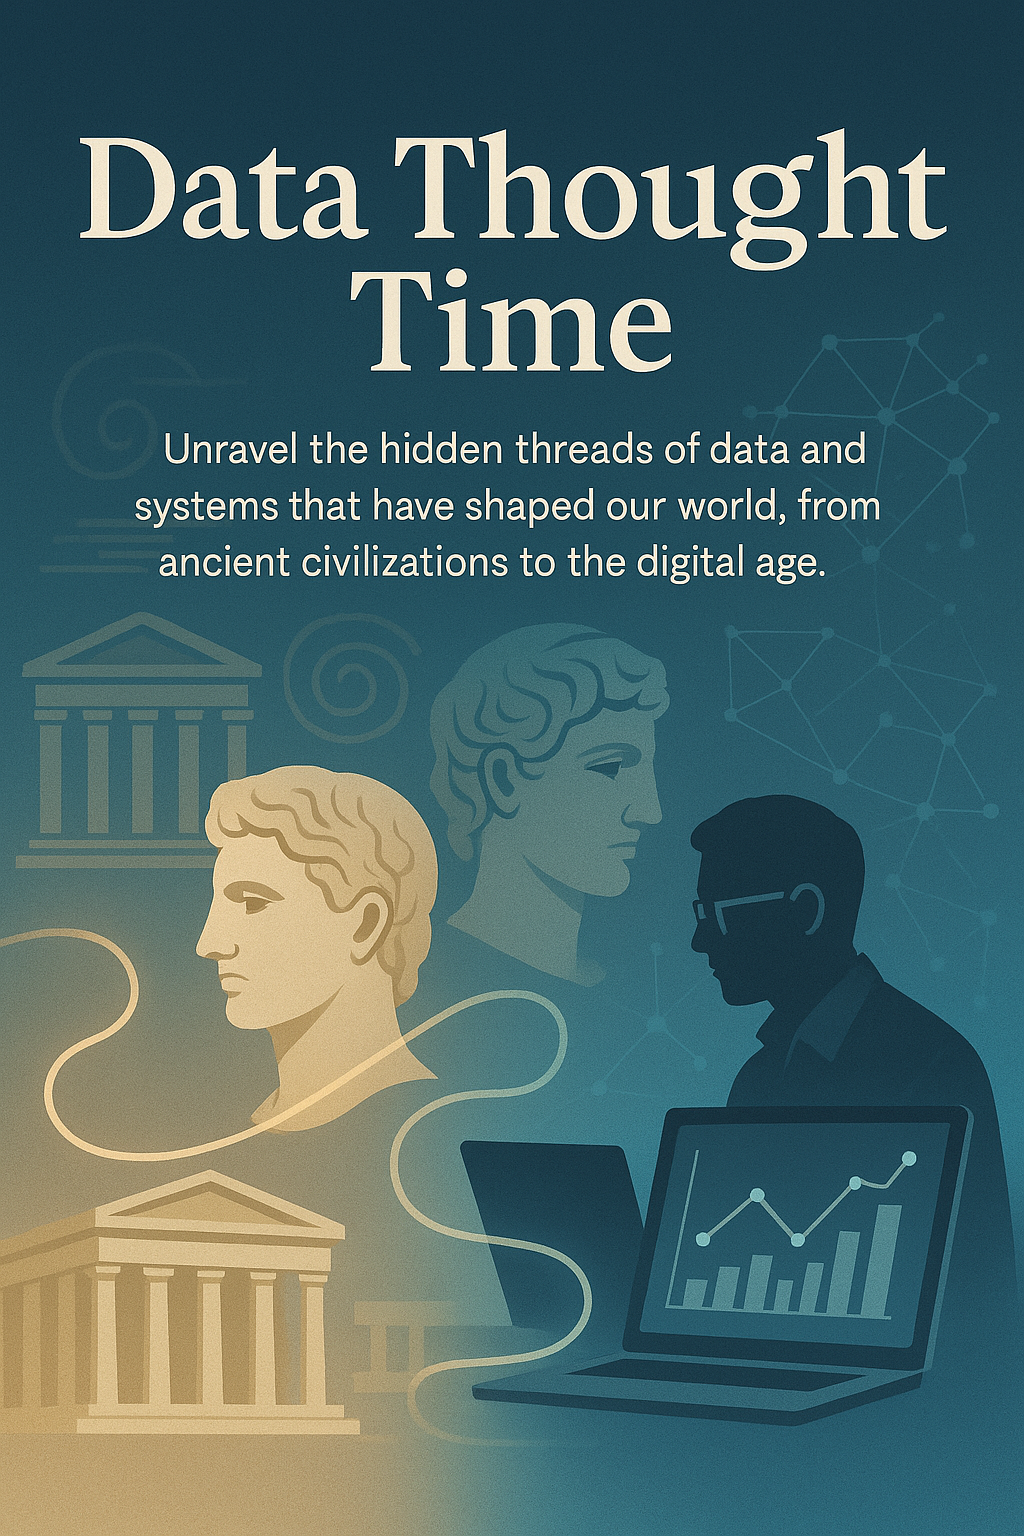 Data Thought
Time
Unravel the hidden threads of data and
systems that have shaped our world, from
ancient civilizations to the digital age.